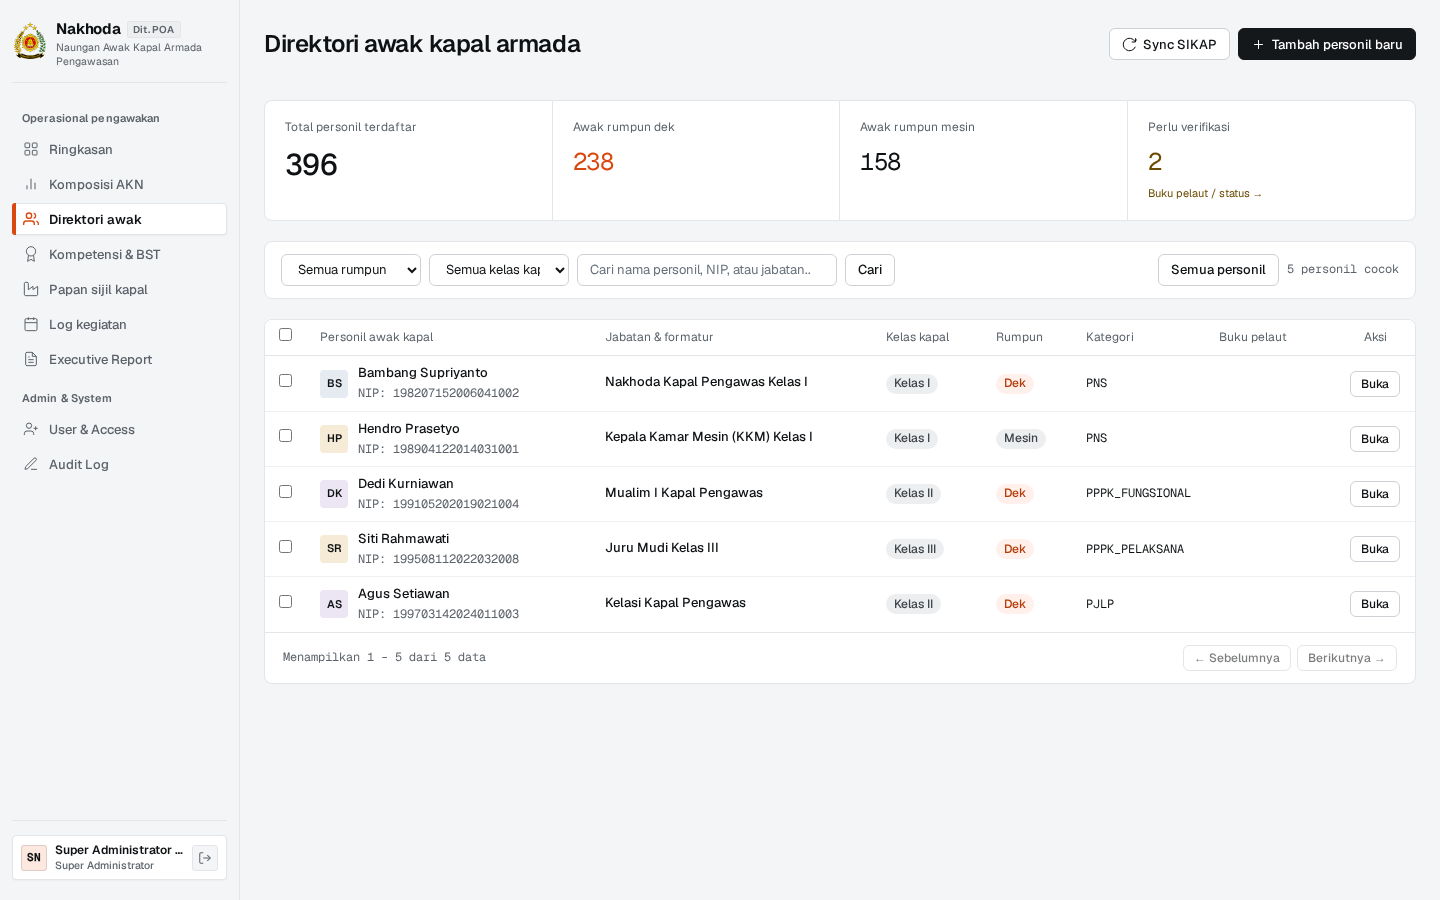 Nakhoda Dit.POA
Naungan Awak Kapal Armada
Pengawasan
Operasional pengawakan
Ringkasan
Komposisi AKN
Direktori awak
Kompetensi & BST
Papan sijil kapal
Log kegiatan
Executive Report
Admin & System
User & Access
Audit Log
SN
Super Administrator ...
Super Administrator
Direktori awak kapal armada
Sync SIKAP
+ Tambah personil baru
Total personil terdaftar
396
Awak rumpun dek
238
Awak rumpun mesin
158
Perlu verifikasi
2
Buku pelaut / status →
Semua rumpun
Semua kelas kap
Cari nama personil, NIP, atau jabatan..
Cari
Semua personil
5 personil cocok
Personil awak kapal Jabatan & formatur Kelas kapal Rumpun Kategori Buku pelaut Aksi
BS Bambang Supriyanto
NIP: 198207152006041002
Nakhoda Kapal Pengawas Kelas I Kelas I Dek PNS Buka
HP Hendro Prasetyo
NIP: 198904122014031001
Kepala Kamar Mesin (KKM) Kelas I Kelas I Mesin PNS Buka
DK Dedi Kurniawan
NIP: 199105202019021004
Mualim I Kapal Pengawas Kelas II Dek PPPK_FUNGSIONAL Buka
SR Siti Rahmawati
NIP: 199508112022032008
Juru Mudi Kelas III Kelas III Dek PPPK_PELAKSANA Buka
AS Agus Setiawan
NIP: 199703142024011003
Kelasi Kapal Pengawas Kelas II Dek PJLP Buka
Menampilkan 1 – 5 dari 5 data
← Sebelumnya
Berikutnya →